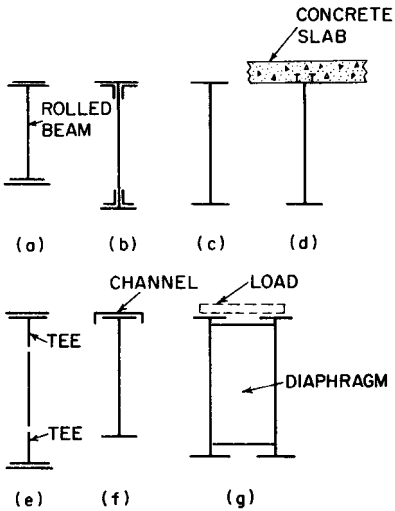 CONCRETE
SLAB
ROLLED
BEAM
(a)
(b)
(c)
(d)
CHANNEL
LOAD
TEE
DIAPHRAGM
TEE
(e)
(f)
(g)